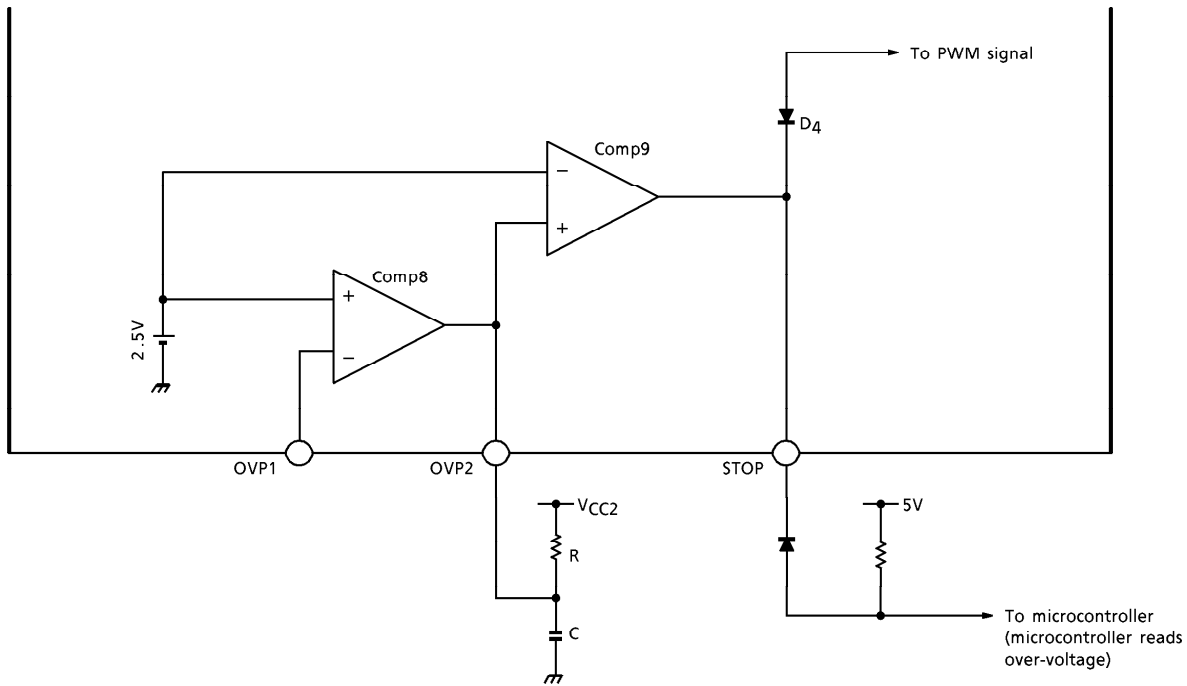 To PWM signal
D4
Comp9
−
+
Comp8
+
−
2.5V
OVP1
OVP2
STOP
VCC2
5V
R
C
To microcontroller
(microcontroller reads
over-voltage)